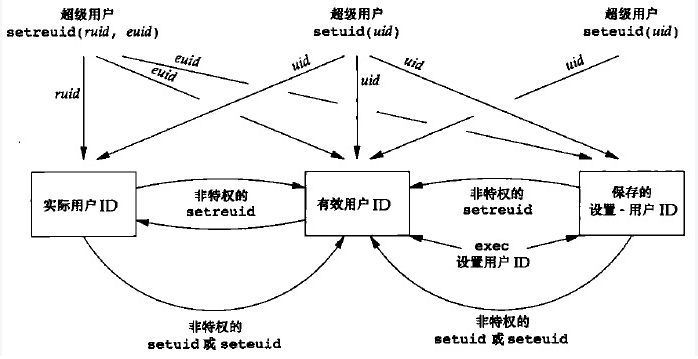 超级用户
setreuid(ruid, euid)
超级用户
setuid(uid)
超级用户
seteuid(uid)
euid
euid
uid
uid
uid
uid
ruid
实际用户 ID
非特权的
setreuid
有效用户 ID
非特权的
setreuid
保存的
设置-用户 ID
exec
设置用户 ID
非特权的
setuid 或 seteuid
非特权的
setuid 或 seteuid